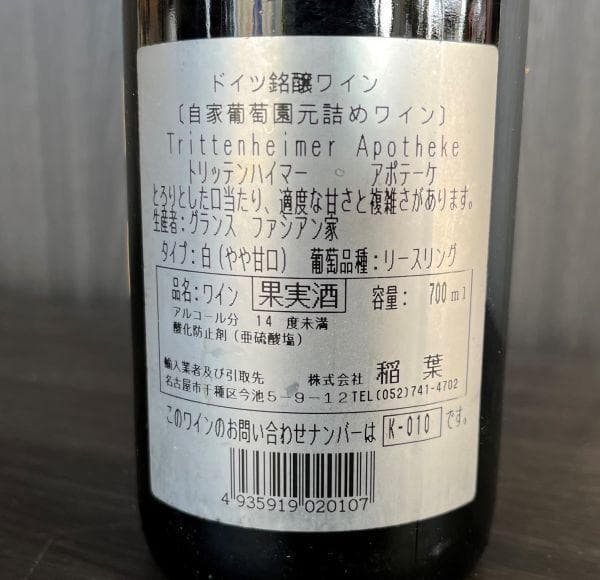 ドイツ銘醸ワイン
〔自家葡萄園元詰めワイン〕
Trittenheimer Apotheke
トリッテンハイマー ° アポテーケ
とろりとした口当たり、適度な甘さと複雑さがあります。
生産者：グランス ファシアン家
タイプ：白（やや甘口） 葡萄品種：リースリング
品名：ワイン 果実酒 容量： 700ml
アルコール分 14 度未満
酸化防止剤（亜硫酸塩）
輸入業者及び引取先 株式会社 稲葉
名古屋市千種区今池５－９－１２TEL(052)741-4702
このワインのお問い合わせナンバーは K-010 です。
4 935919 020107